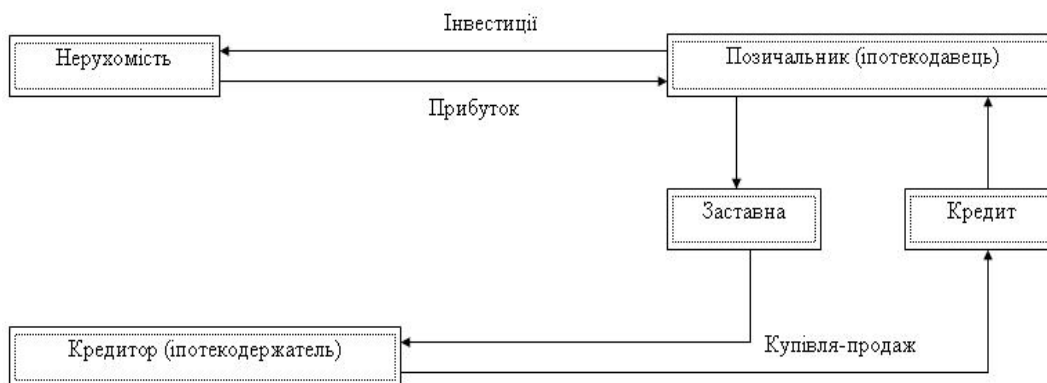 Інвестиції
Нерухомість
Позичальник (іпотекодавець)
Прибуток
Заставна
Кредит
Кредитор (іпотекодержатель)
Купівля-продаж